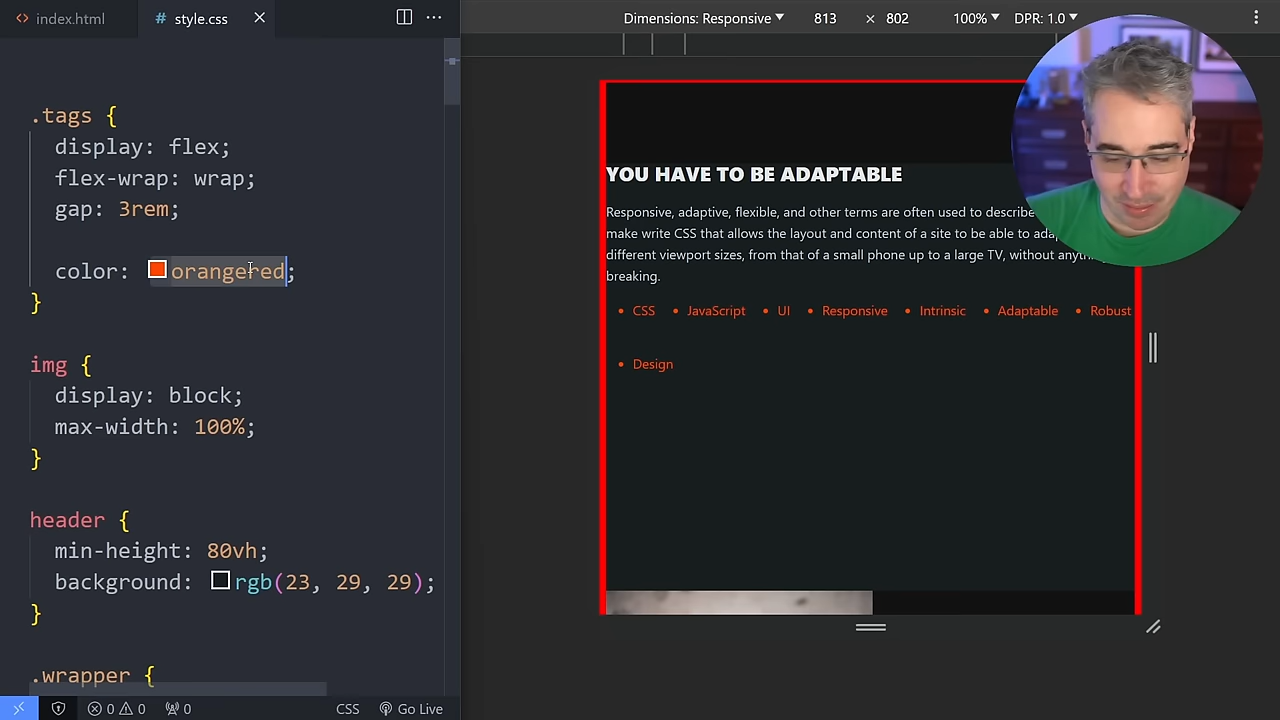 index.html
style.css
Dimensions: Responsive
813
×
802
100%
DPR: 1.0
.tags {
display: flex;
flex-wrap: wrap;
gap: 3rem;
color: orangered;
}
img {
display: block;
max-width: 100%;
}
header {
min-height: 80vh;
background: rgb(23, 29, 29);
}
.wrapper {
YOU HAVE TO BE ADAPTABLE
Responsive, adaptive, flexible, and other terms are often used to describe
make write CSS that allows the layout and content of a site to be able to
different viewport sizes, from that of a small phone up to a large TV, without
breaking.
CSS
JavaScript
UI
Responsive
Intrinsic
Adaptable
Robust
Design
0
0
0
CSS
Go Live